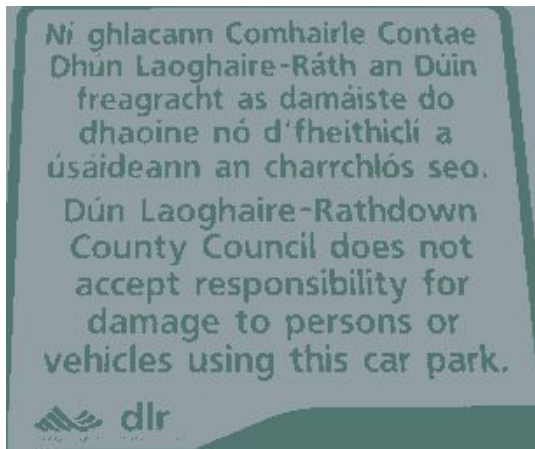 Ní ghlacann Comhairle Contae
Dhún Laoghaire-Ráth an Dúin
freagracht as damáiste do
dhaoine nó d'fheithiclí a
úsáideann an charrchlós seo.
Dún Laoghaire-Rathdown
County Council does not
accept responsibility for
damage to persons or
vehicles using this car park.
dlr